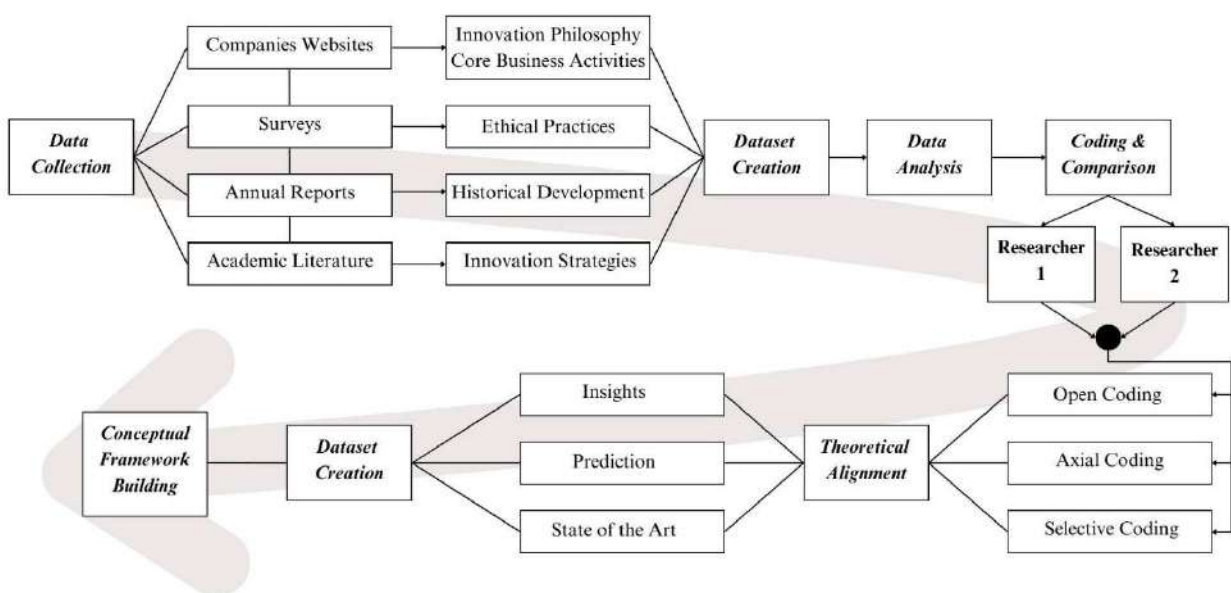 Companies Websites
Innovation Philosophy
Core Business Activities
Data
Collection
Surveys
Ethical Practices
Dataset
Creation
Data
Analysis
Coding &
Comparison
Annual Reports
Historical Development
Academic Literature
Innovation Strategies
Researcher
1
Researcher
2
Insights
Open Coding
Conceptual
Framework
Building
Dataset
Creation
Prediction
Theoretical
Alignment
Axial Coding
State of the Art
Selective Coding